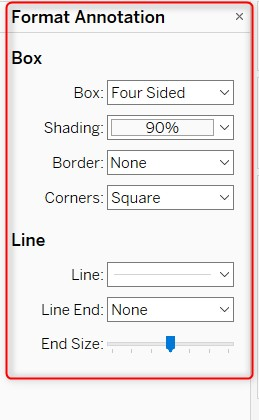 Format Annotation ×
Box
Box: Four Sided
Shading: 90%
Border: None
Corners: Square
Line
Line:
Line End: None
End Size: